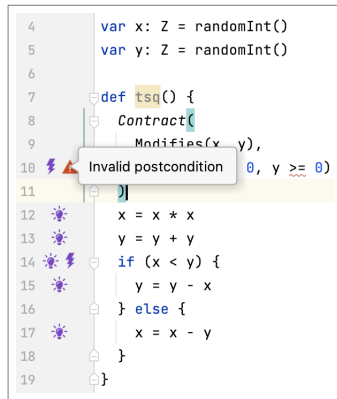 4 var x: Z = randomInt()
5 var y: Z = randomInt()
6
7 def tsq() {
8 Contract(
9 Modifies(x, y),
10 Invalid postcondition 0, y >= 0)
11 )
12 x = x * x
13 y = y + y
14 if (x < y) {
15 y = y - x
16 } else {
17 x = x - y
18 }
19 }